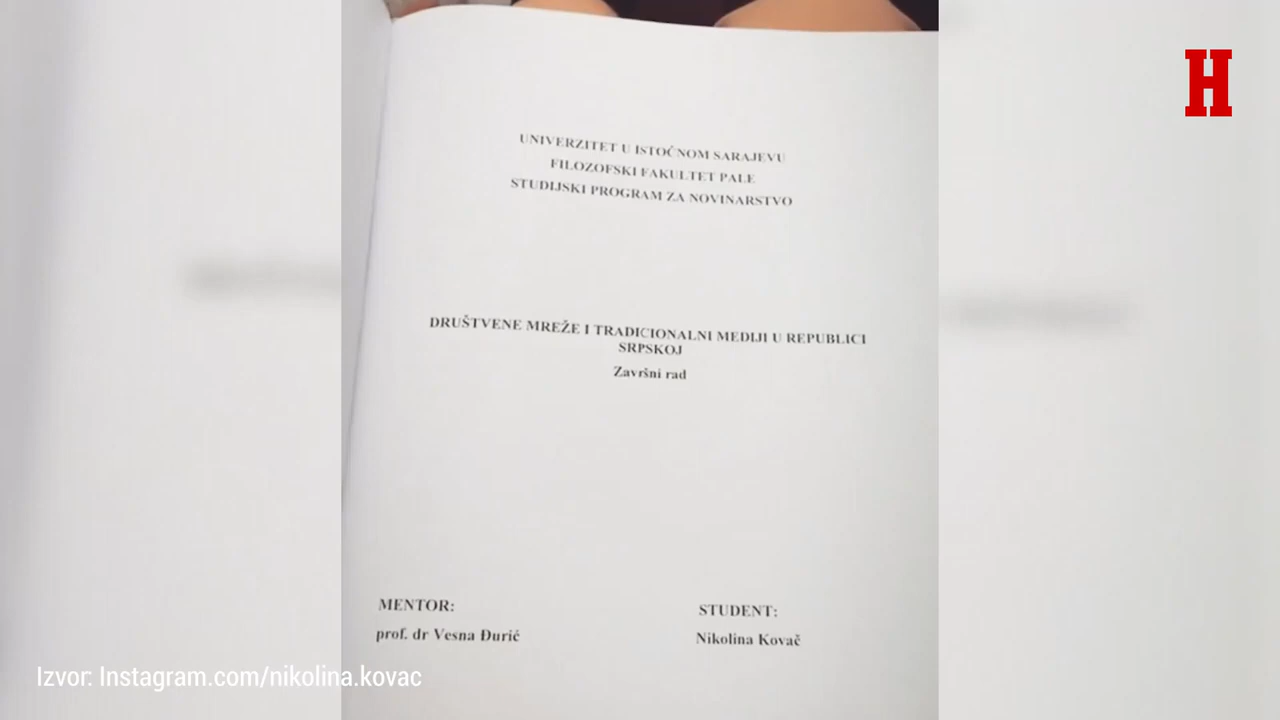 H
UNIVERZITET U ISTOČNOM SARAJEVU
FILOZOFSKI FAKULTET PALE
STUDIJSKI PROGRAM ZA NOVINARSTVO
DRUŠTVENE MREŽE I TRADICIONALNI MEDIJI U REPUBLICI
SRPSKOJ
Završni rad
MENTOR:
STUDENT:
prof. dr Vesna Đurić
Nikolina Kovač
Izvor: Instagram.com/nikolina.kovac